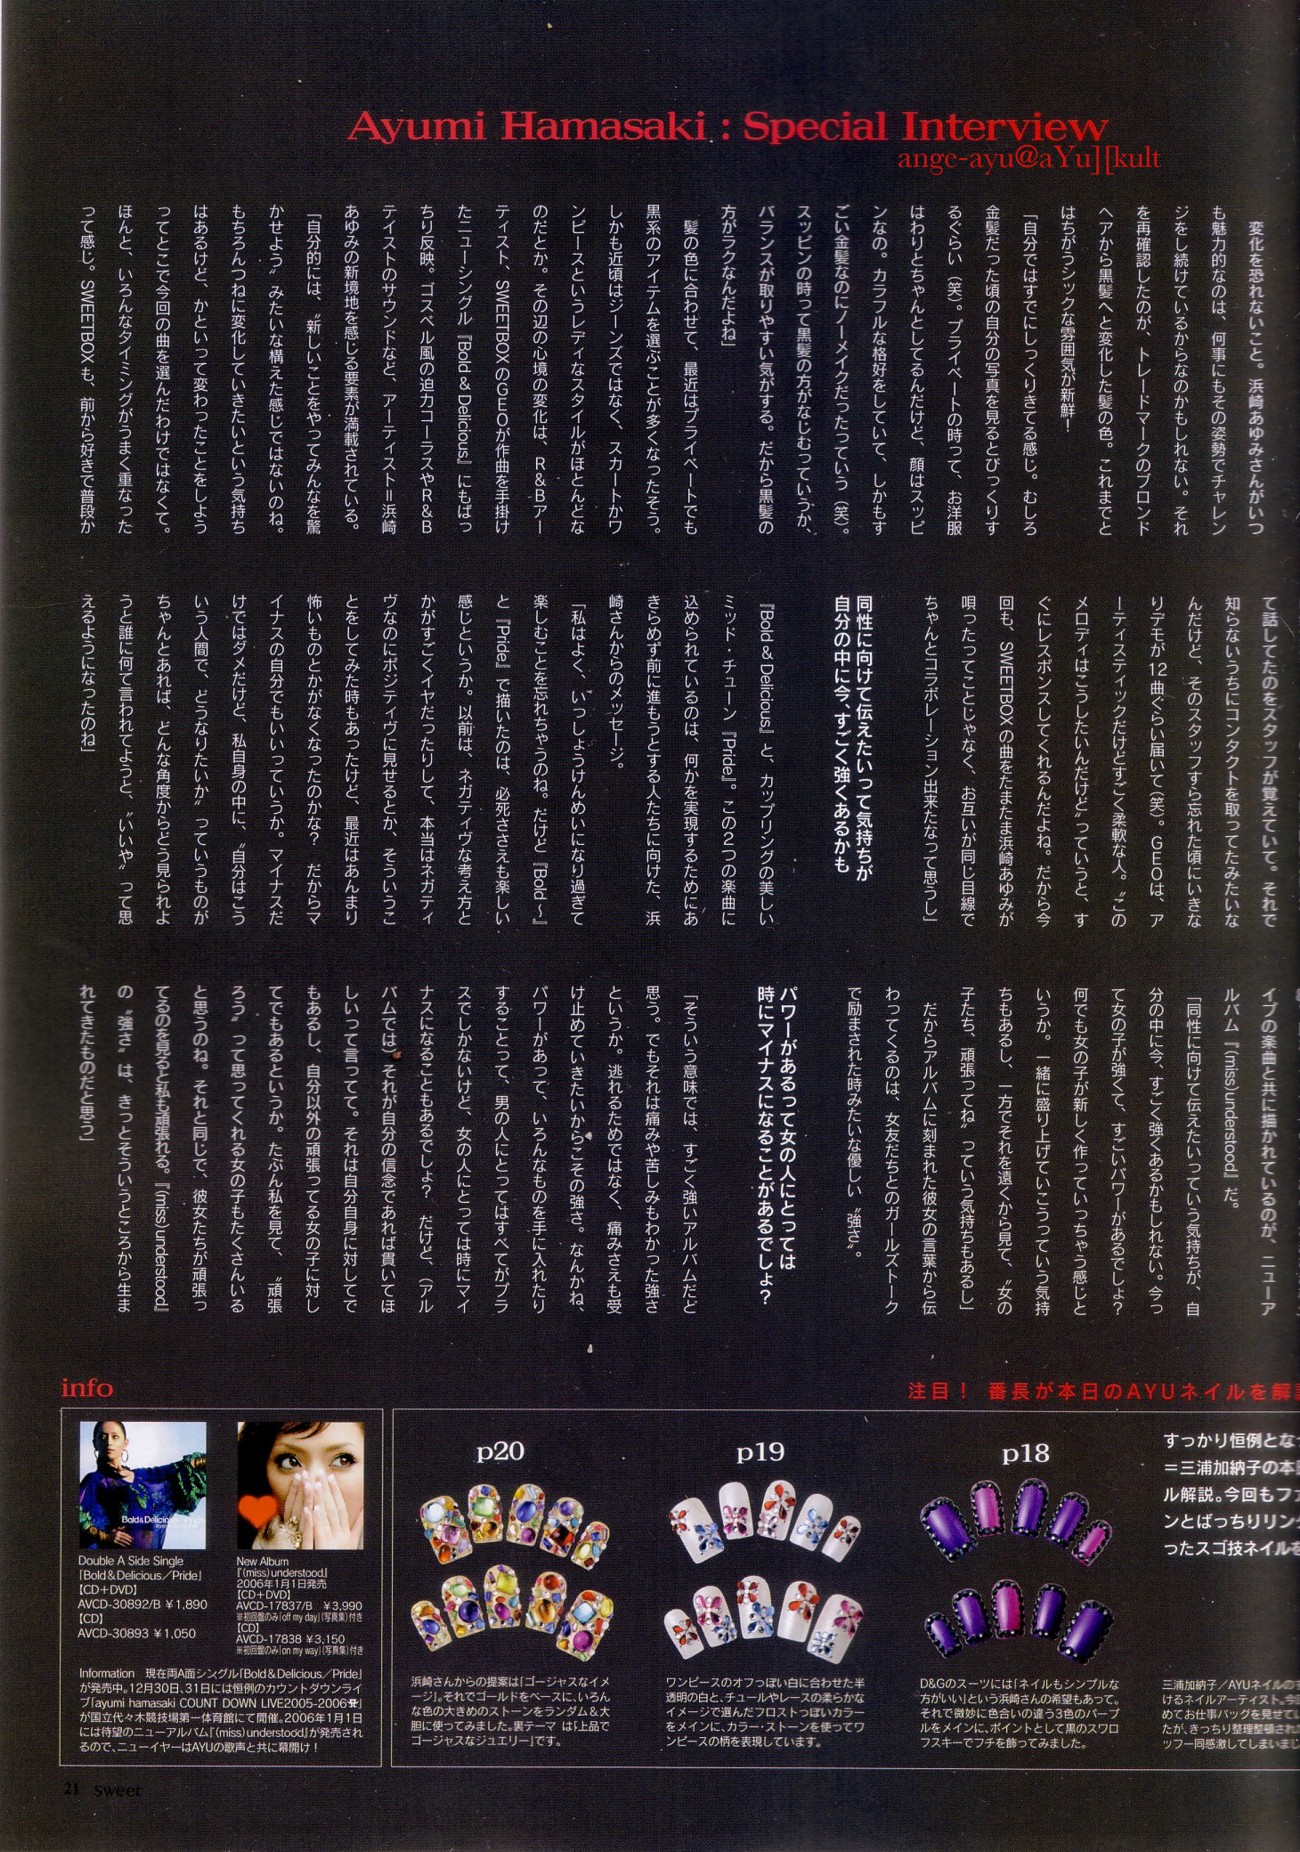 Ayumi Hamasaki : Special Interview
ange-ayu@aYu][kult
変化を恐れないこと。浜崎あゆみさんがいつ
も魅力的なのは、何事にもその姿勢でチャレン
ジをし続けているからなのかもしれない。それ
を再確認したのが、トレードマークのブロンド
ヘアから黒髪へと変化した髪の色。これまでと
はちがうシックな雰囲気が新鮮！
「自分ではすでにしっくりきてる感じ。むしろ
金髪だった頃の自分の写真を見るとびっくりす
るぐらい（笑）。プライベートの時って、お洋服
はわりとちゃんとしてるんだけど、顔はスッピ
ンなの。カラフルな格好をしていて、しかもす
ごい金髪なのにノーメイクだったっていう（笑）。
スッピンの時って黒髪の方がなじむっていうか、
バランスが取りやすい気がする。だから黒髪の
方がラクなんだよね」
髪の色に合わせて、最近はプライベートでも
黒系のアイテムを選ぶことが多くなったそう。
しかも近頃はジーンズではなく、スカートかワ
ンピースというレディなスタイルがほとんどな
のだとか。その辺の心境の変化は、R＆Bアー
ティスト、SWEETBOXのGEOが作曲を手掛け
たニューシングル『Bold＆Delicious』にもばっ
ちり反映。ゴスペル風の迫力コーラスやR＆B
テイストのサウンドなど、アーティスト＝浜崎
あゆみの新境地を感じる要素が満載されている。
「自分的には、〝新しいことをやってみんなを驚
かせよう〟みたいな構えた感じではないのね。
もちろんつねに変化していきたいという気持ち
はあるけど、かといって変わったことをしよう
ってとこで今回の曲を選んだわけではなくて。
ほんと、いろんなタイミングがうまく重なった
って感じ。SWEETBOXも、前から好きで普段か
て話してたのをスタッフが覚えていて。それで
知らないうちにコンタクトを取ってたみたいな
んだけど、そのスタッフすら忘れた頃にいきな
りデモが12曲ぐらい届いて（笑）。GEOは、ア
ーティスティックだけどすごく柔軟な人。〝この
メロディはこうしたいんだけど〟っていうと、す
ぐにレスポンスしてくれるんだよね。だから今
回も、SWEETBOXの曲をたまたま浜崎あゆみが
唄ったってことじゃなく、お互いが同じ目線で
ちゃんとコラボレーション出来たなって思うし」
同性に向けて伝えたいって気持ちが
自分の中に今、すごく強くあるかも
『Bold＆Delicious』と、カップリングの美しい
ミッド・チューン『Pride』。この2つの楽曲に
込められているのは、何かを実現するためにあ
きらめず前に進もうとする人たちに向けた、浜
崎さんからのメッセージ。
「私はよく、いっしょうけんめいになり過ぎて
楽しむことを忘れちゃうのね。だけど『Bold〜』
と『Pride』で描いたのは、必死ささえも楽しい
感じというか。以前は、ネガティヴな考え方と
かがすごくイヤだったりして、本当はネガティ
ヴなのにポジティヴに見せるとか、そういうこ
とをしてみた時もあったけど、最近はあんまり
怖いものとかがなくなったのかな？　だからマ
イナスの自分でもいいっていうか。マイナスだ
けではダメだけど、私自身の中に、〝自分はこう
いう人間で、どうなりたいか〟っていうものが
ちゃんとあれば、どんな角度からどう見られよ
うと誰に何て言われてようと、〝いいや〟って思
えるようになったのね」
イブの楽曲と共に描かれているのが、ニューア
ルバム『(miss)understood』だ。
「同性に向けて伝えたいっていう気持ちが、自
分の中に今、すごく強くあるかもしれない。今っ
て女の子が強くて、すごいパワーがあるでしょ？
何でも女の子が新しく作っていっちゃう感じと
いうか。一緒に盛り上げていこうっていう気持
ちもあるし、一方でそれを遠くから見て、〝女の
子たち、頑張ってね〟っていう気持ちもあるし」
だからアルバムに刻まれた彼女の言葉から伝
わってくるのは、女友だちとのガールズトーク
で励まされた時みたいな優しい〝強さ〟。
パワーがあるって女の人にとっては
時にマイナスになることがあるでしょ？
「そういう意味では、すごく強いアルバムだと
思う。でもそれは痛みや苦しみもわかった強さ
というか。逃れるためではなく、痛みさえも受
け止めていきたいからこその強さ。なんかね、
パワーがあって、いろんなものを手に入れたり
することって、男の人にとってはすべてがプラ
スでしかないけど、女の人にとっては時にマイ
ナスになることもあるでしょ？　だけど、（アル
バムでは）それが自分の信念であれば貫いてほ
しいって言ってて。それは自分自身に対してで
もあるし、自分以外の頑張ってる女の子に対し
てでもあるというか。たぶん私を見て、〝頑張
ろう〟って思ってくれる女の子もたくさんいる
と思うのね。それと同じで、彼女たちが頑張っ
てるのを見ると私も頑張れる。『(miss)understood』
の〝強さ〟は、きっとそういうところから生ま
れてきたものだと思う」
info
Bold&Delicious
Double A Side Single
「Bold＆Delicious／Pride」
【CD＋DVD】
AVCD-30892/B ￥1,890
【CD】
AVCD-30893 ￥1,050
New Album
『(miss)understood』
2006年1月1日発売
【CD＋DVD】
AVCD-17837/B ￥3,990
※初回盤のみ「off my day」（写真集）付き
【CD】
AVCD-17838 ￥3,150
※初回盤のみ「on my way」（写真集）付き
Information　現在両A面シングル「Bold＆Delicious／Pride」
が発売中。12月30日、31日には恒例のカウントダウンライ
ブ「ayumi hamasaki COUNT DOWN LIVE2005-2006」
が国立代々木競技場第一体育館にて開催。2006年1月1日
には待望のニューアルバム『(miss)understood』が発売され
るので、ニューイヤーはAYUの歌声と共に幕開け！
注目！ 番長が本日のAYUネイルを解
p20
浜崎さんからの提案は「ゴージャスなイメ
ージ」。それでゴールドをベースに、いろん
な色の大きめのストーンをランダム＆大
胆に使ってみました。裏テーマ は「上品で
ゴージャスなジュエリー」です。
p19
ワンピースのオフっぽい白に合わせた半
透明の白と、チュールやレースの柔らかな
イメージで選んだフロストっぽいカラー
をメインに、カラー・ストーンを使ってワ
ンピースの柄を表現しています。
p18
D&Gのスーツには「ネイルもシンプルな
方がいい」という浜崎さんの希望もあって。
それで微妙に色合いの違う3色のパープ
ルをメインに、ポイントとして黒のスワロ
フスキーでフチを飾ってみました。
すっかり恒例とな
＝三浦加納子の本
ル解説。今回もフ
ンとばっちりリン
ったスゴ技ネイルを
三浦加納子／AYUネイルの
けるネイルアーティスト。今
めてお仕事バッグを見せて
たが、きっちり整理整頓され
ッフ一同感激してしまいま
21 Sweet